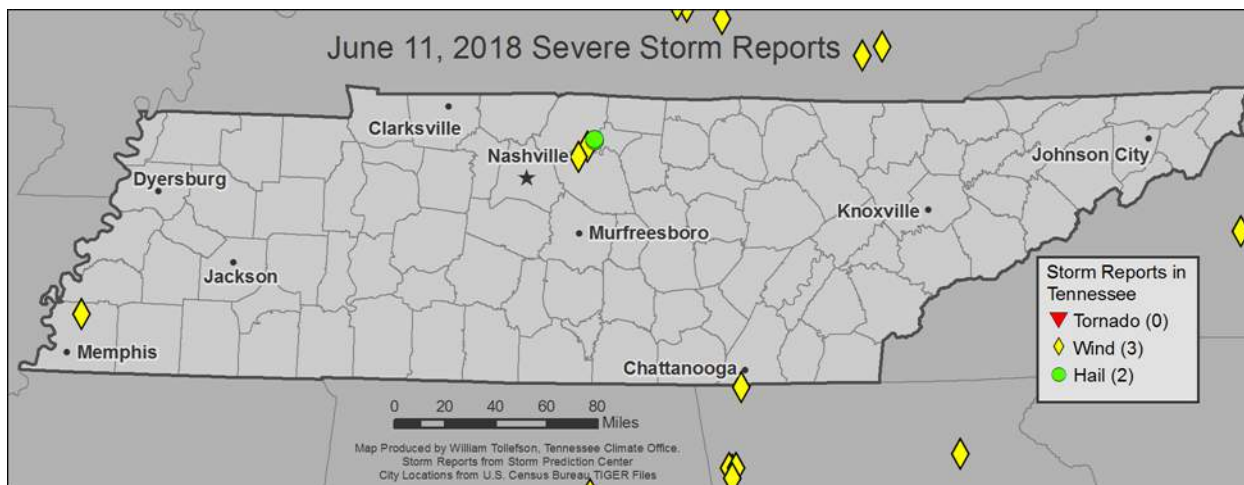 June 11, 2018 Severe Storm Reports
Clarksville
Nashville
Johnson City
Dyersburg
Knoxville
Murfreesboro
Jackson
Storm Reports in
Tennessee
Tornado (0)
Wind (3)
Hail (2)
Memphis
Chattanooga
0 20 40 60 80
Miles
Map Produced by William Tollefson, Tennessee Climate Office.
Storm Reports from Storm Prediction Center
City Locations from U.S. Census Bureau TIGER Files